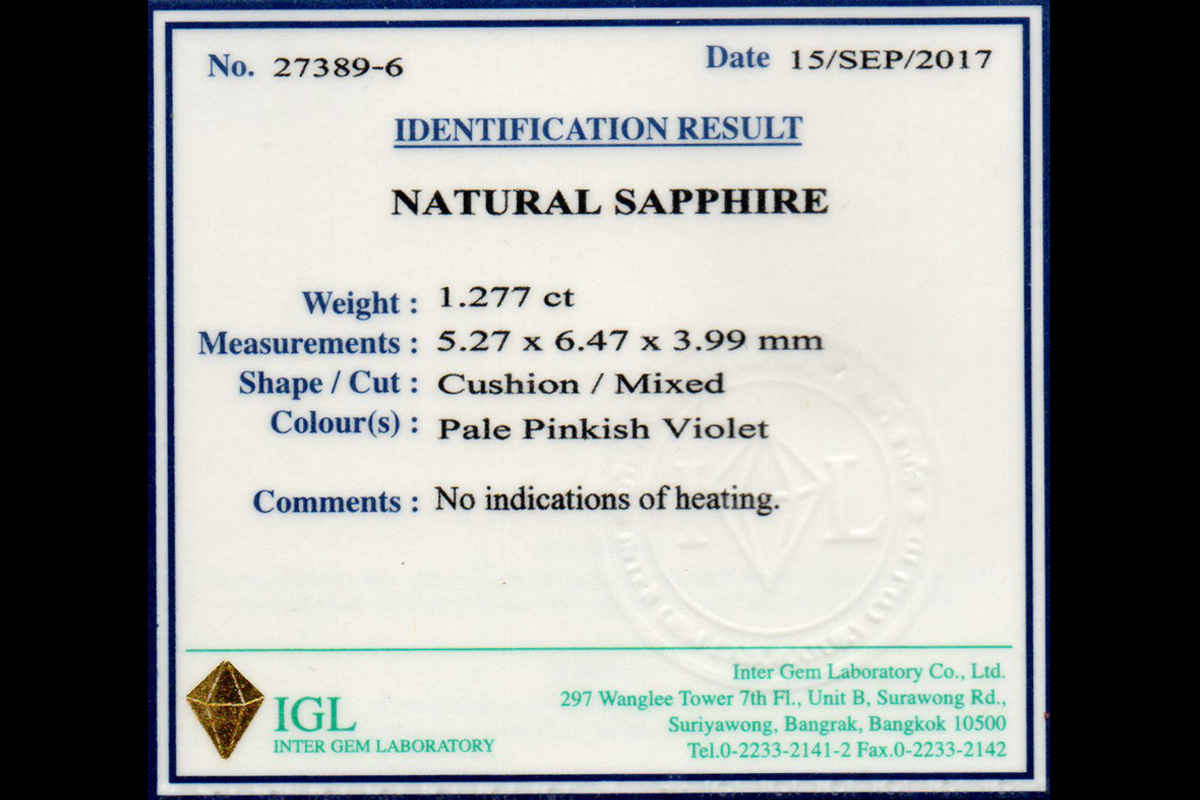 No. 27389-6
Date 15/SEP/2017
IDENTIFICATION RESULT
NATURAL SAPPHIRE
Weight : 1.277 ct
Measurements : 5.27 x 6.47 x 3.99 mm
Shape / Cut : Cushion / Mixed
Colour(s) : Pale Pinkish Violet
Comments : No indications of heating.
I L
IGL
INTER GEM LABORATORY
Inter Gem Laboratory Co., Ltd.
297 Wanglee Tower 7th Fl., Unit B, Surawong Rd.,
Suriyawong, Bangrak, Bangkok 10500
Tel.0-2233-2141-2 Fax.0-2233-2142